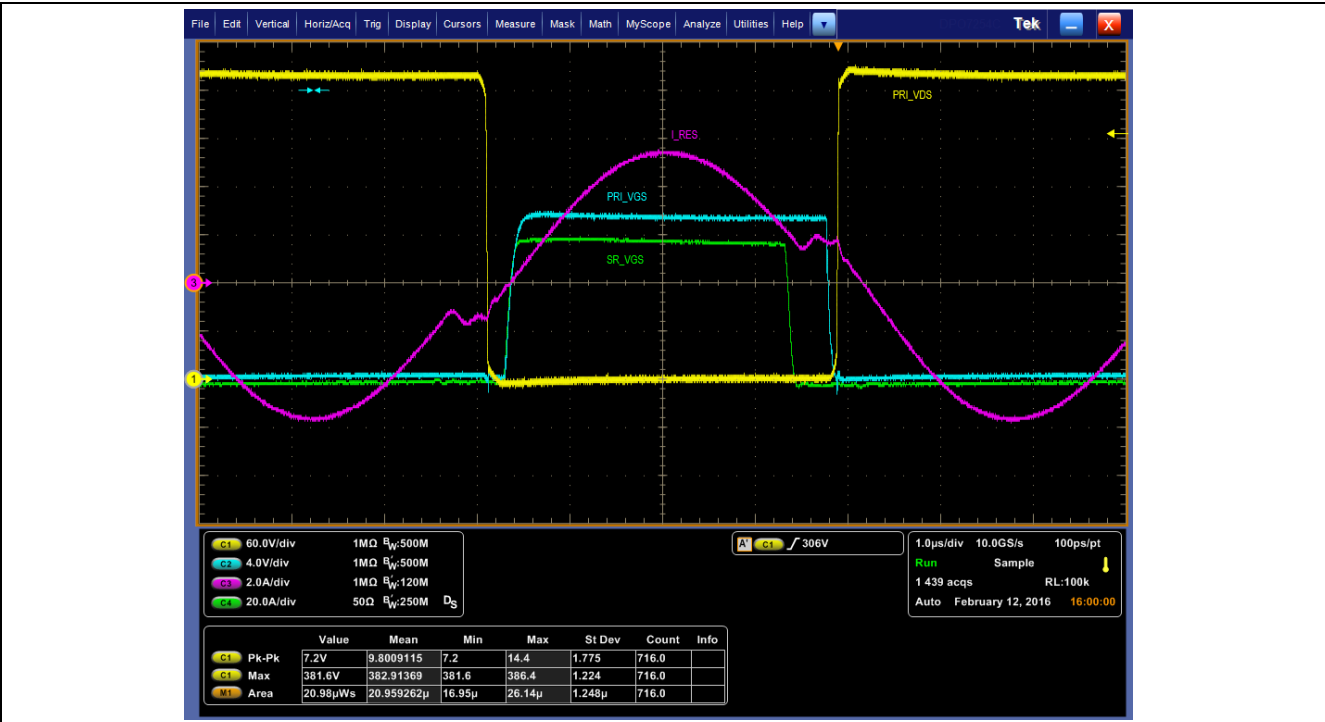 File Edit Vertical Horiz/Acq Trig Display Cursors Measure Mask Math MyScope Analyze Utilities Help Tek X
PRI_VDS
I_RES
PRI_VGS
SR_VGS
3
1
C1 60.0V/div 1MΩ BW:500M
C2 4.0V/div 1MΩ BW:500M
C3 2.0A/div 1MΩ BW:120M
C4 20.0A/div 50Ω BW:250M DS
A' C1 306V
1.0µs/div 10.0GS/s 100ps/pt
Run Sample
1 439 acqs RL:100k
Auto February 12, 2016 16:00:00
Value Mean Min Max St Dev Count Info
C1 Pk-Pk 7.2V 9.8009115 7.2 14.4 1.775 716.0
C1 Max 381.6V 382.91369 381.6 386.4 1.224 716.0
M1 Area 20.98µWs 20.959262µ 16.95µ 26.14µ 1.248µ 716.0